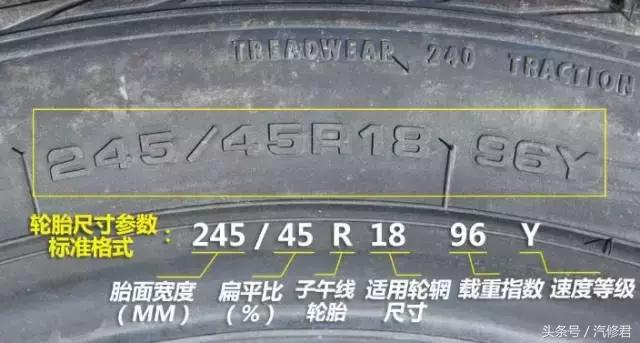 TREADWEAR 240 TRACTION
245/45R18 96Y
轮胎尺寸参数
标准格式 : 245 / 45 R 18 96 Y
胎面宽度 扁平比 子午线 适用轮辋 载重指数 速度等级
(MM) (%) 轮胎 尺寸
头条号 / 汽修君